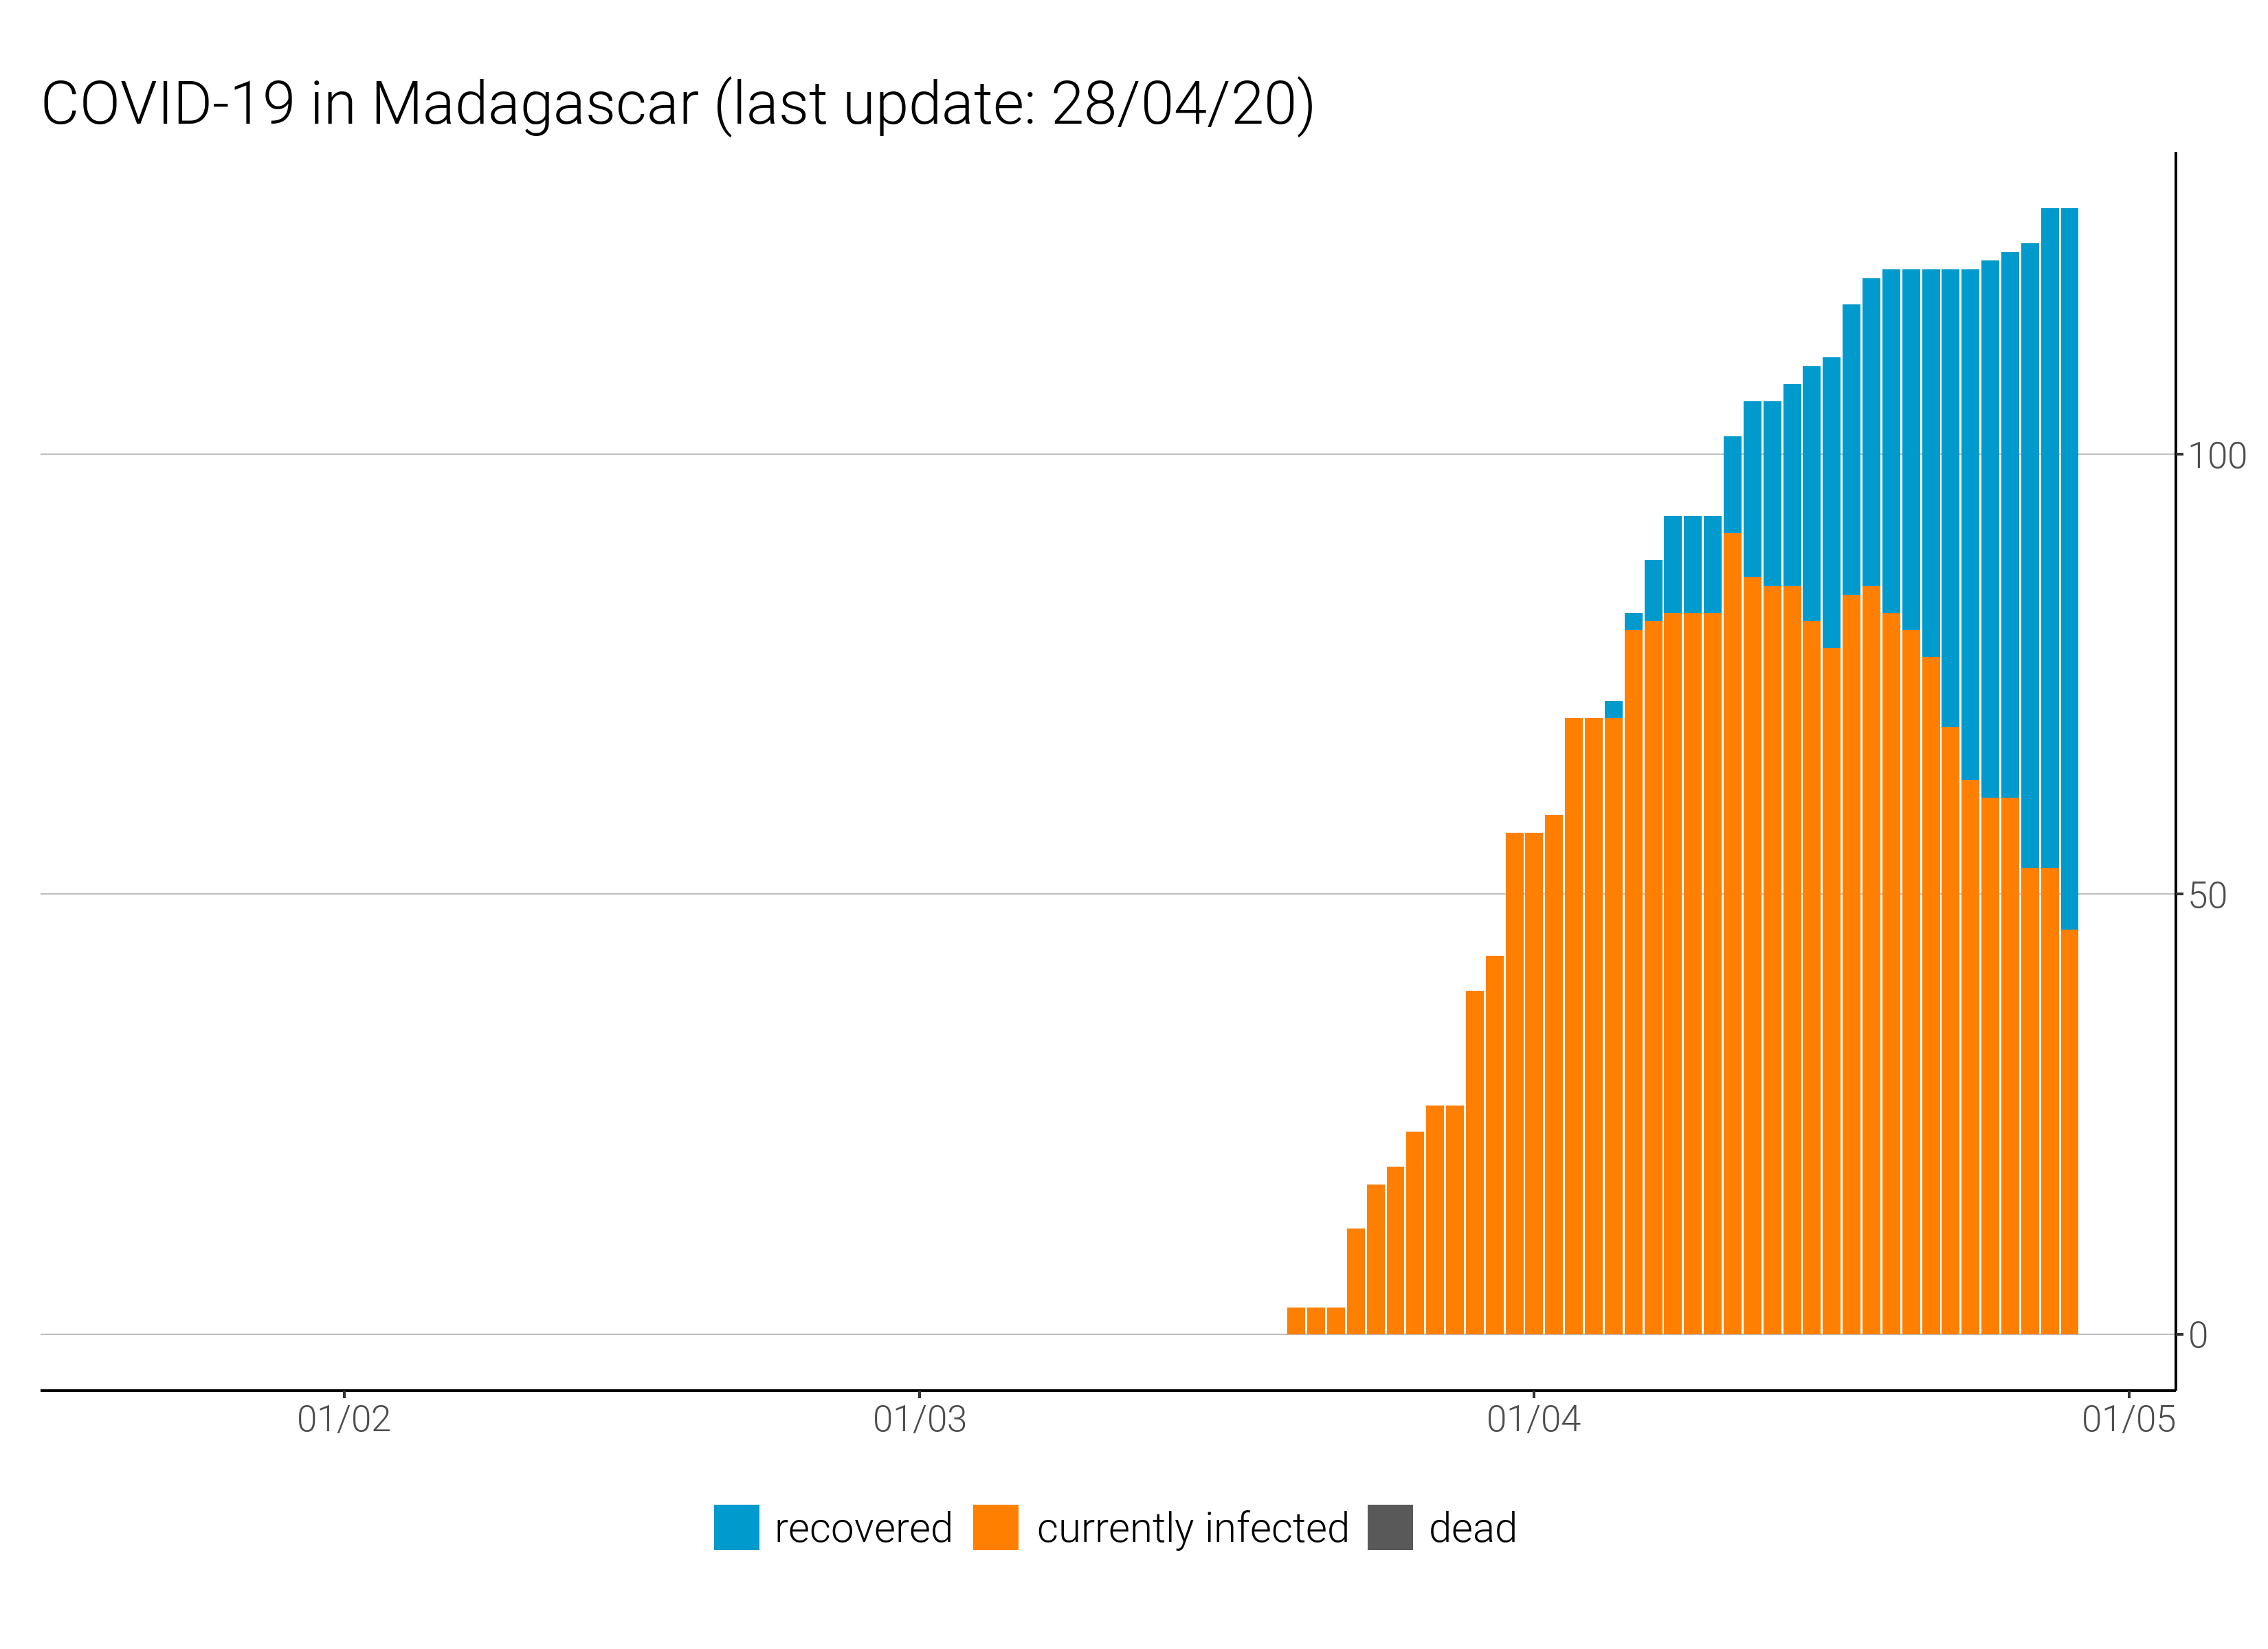 COVID-19 in Madagascar (last update: 28/04/20)
100
50
0
01/02 01/03 01/04 01/05
recovered currently infected dead